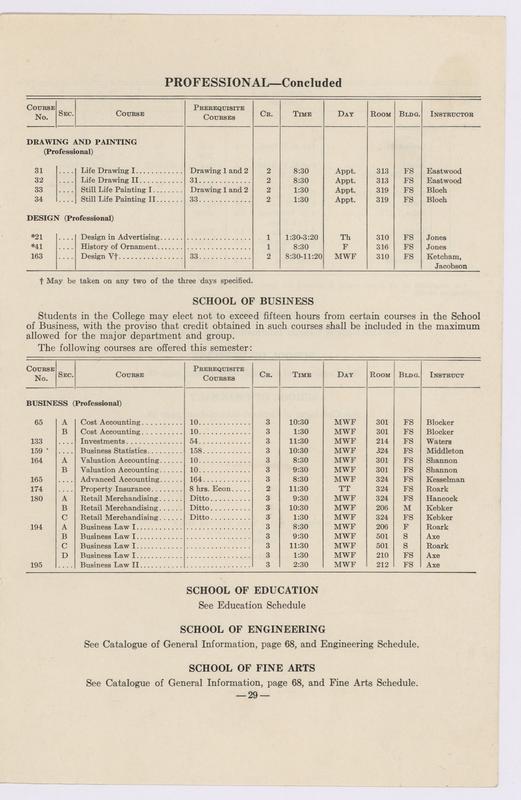 PROFESSIONAL—Concluded
COURSE No. SEC. COURSE PREREQUISITE COURSES CR. TIME DAY ROOM BLDG. INSTRUCTOR
DRAWING AND PAINTING
(Professional)
31 .... Life Drawing I............ Drawing 1 and 2 2 8:30 Appt. 313 FS Eastwood
32 .... Life Drawing II........... 31............. 2 8:30 Appt. 313 FS Eastwood
33 .... Still Life Painting I....... Drawing 1 and 2 2 1:30 Appt. 319 FS Bloch
34 .... Still Life Painting II...... 33............. 2 1:30 Appt. 319 FS Bloch
DESIGN (Professional)
*21 .... Design in Advertising...... ................ 1 1:30-3:20 Th 310 FS Jones
*41 .... History of Ornament....... ................ 1 8:30 F 316 FS Jones
163 .... Design V†................ 33............. 2 8:30-11:20 MWF 310 FS Ketcham,
Jacobson
† May be taken on any two of the three days specified.
SCHOOL OF BUSINESS
Students in the College may elect not to exceed fifteen hours from certain courses in the School
of Business, with the proviso that credit obtained in such courses shall be included in the maximum
allowed for the major department and group.
The following courses are offered this semester:
COURSE No. SEC. COURSE PREREQUISITE COURSES CR. TIME DAY ROOM BLDG. INSTRUCT
BUSINESS (Professional)
65 A Cost Accounting.......... 10............. 3 10:30 MWF 301 FS Blocker
B Cost Accounting.......... 10............. 3 1:30 MWF 301 FS Blocker
133 .... Investments.............. 54............. 3 11:30 MWF 214 FS Waters
159 .... Business Statistics......... 158............ 3 10:30 MWF 324 FS Middleton
164 A Valuation Accounting...... 10............. 3 8:30 MWF 301 FS Shannon
B Valuation Accounting...... 10............. 3 9:30 MWF 301 FS Shannon
165 .... Advanced Accounting...... 164............ 3 8:30 MWF 324 FS Kesselman
174 .... Property Insurance........ 8 hrs. Econ..... 2 11:30 TT 324 FS Roark
180 A Retail Merchandising...... Ditto.......... 3 9:30 MWF 324 FS Hancock
B Retail Merchandising...... Ditto.......... 3 10:30 MWF 206 M Kebker
C Retail Merchandising...... Ditto.......... 3 1:30 MWF 324 FS Kebker
194 A Business Law I............ ................ 3 8:30 MWF 206 F Roark
B Business Law I............ ................ 3 9:30 MWF 501 S Axe
C Business Law I............ ................ 3 11:30 MWF 501 S Roark
D Business Law I............ ................ 3 1:30 MWF 210 FS Axe
195 .... Business Law II........... ................ 3 2:30 MWF 212 FS Axe
SCHOOL OF EDUCATION
See Education Schedule
SCHOOL OF ENGINEERING
See Catalogue of General Information, page 68, and Engineering Schedule.
SCHOOL OF FINE ARTS
See Catalogue of General Information, page 68, and Fine Arts Schedule.
—29—